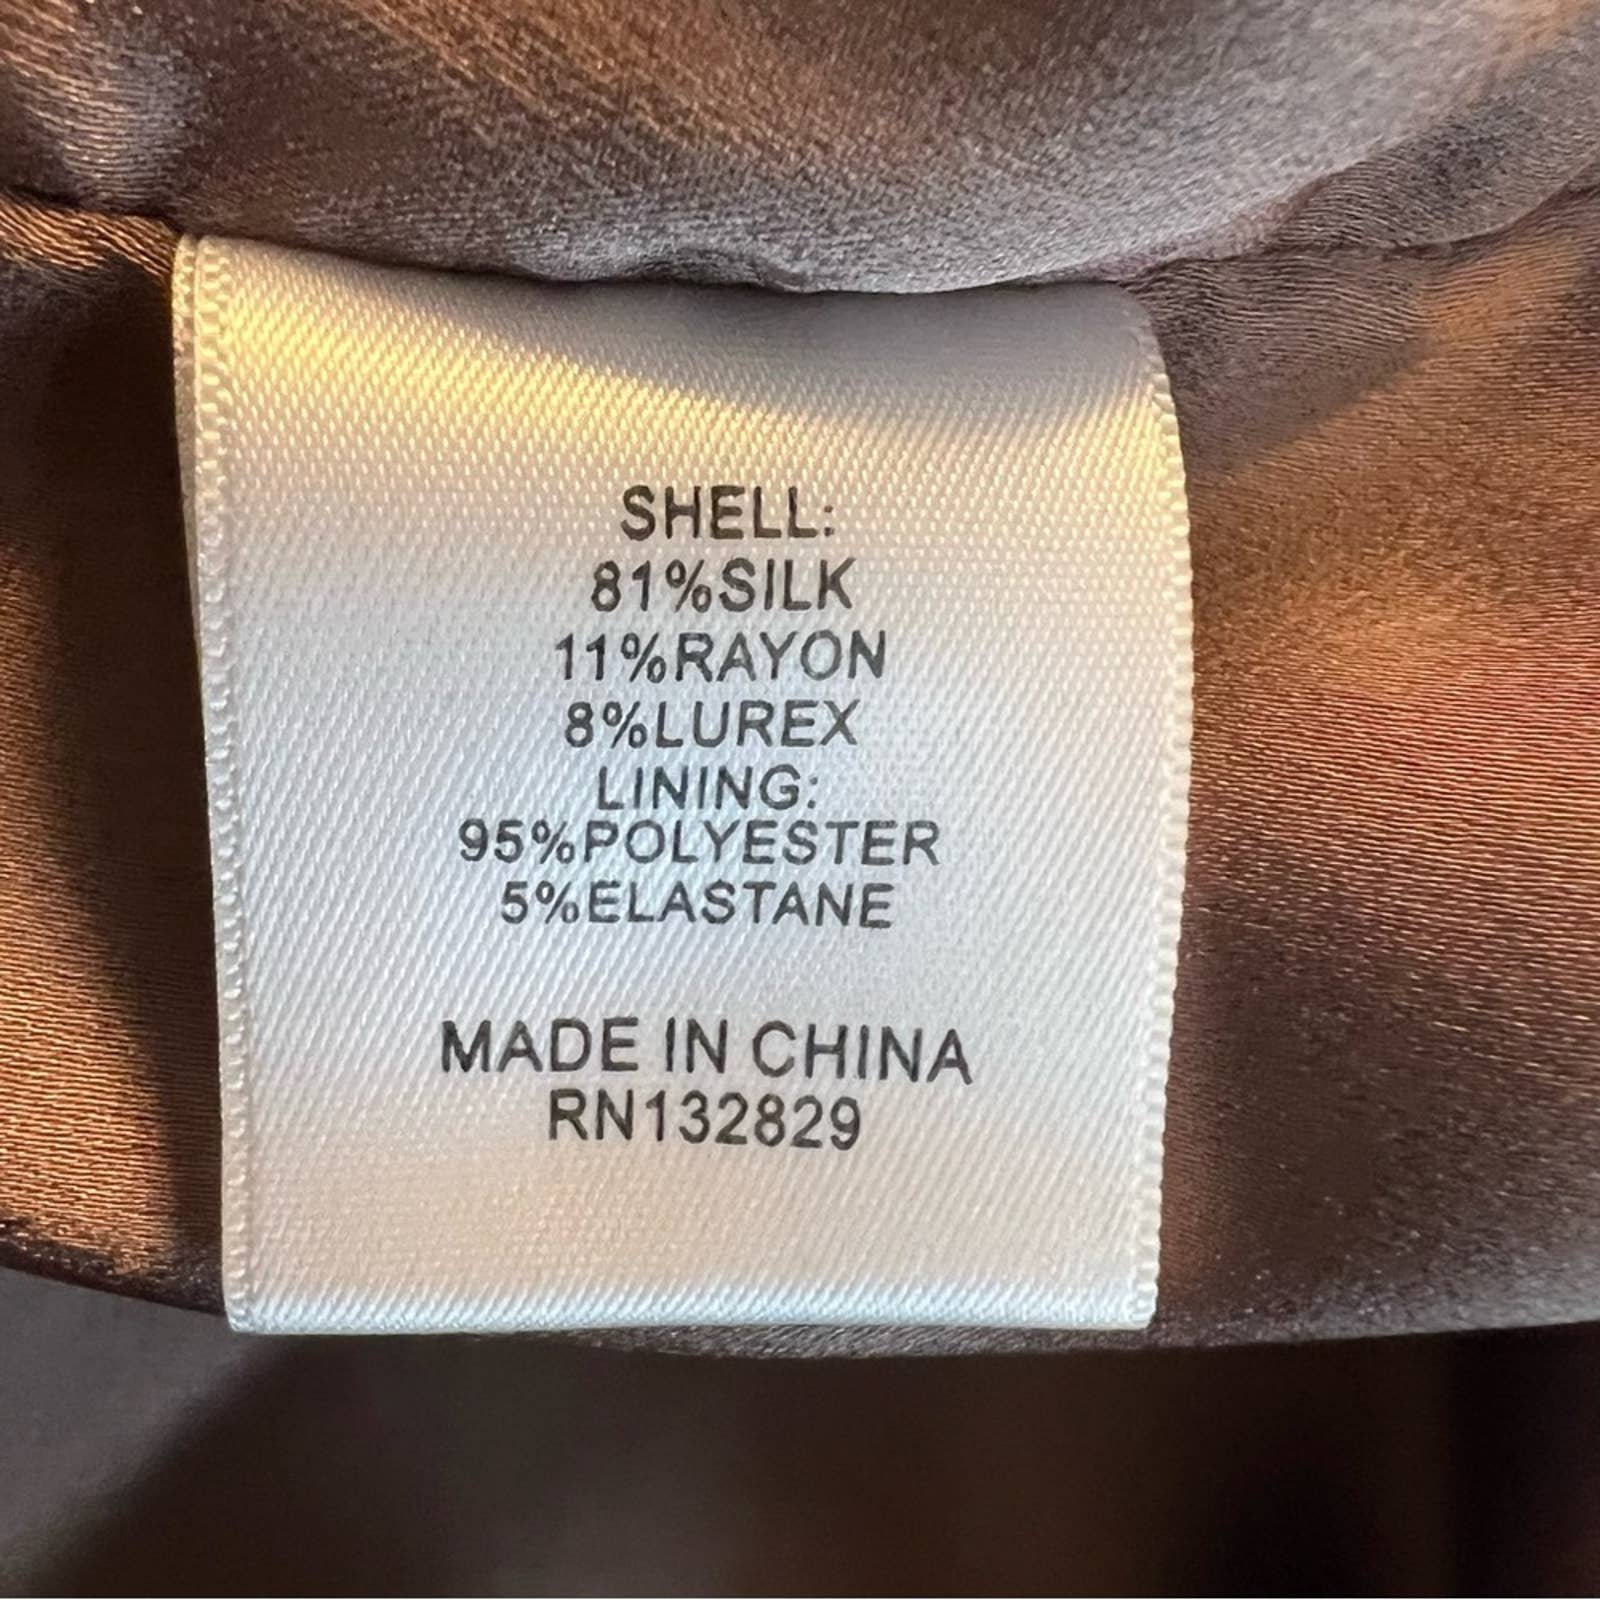 SHELL:
81%SILK
11%RAYON
8%LUREX
LINING:
95%POLYESTER
5%ELASTANE
MADE IN CHINA
RN132829